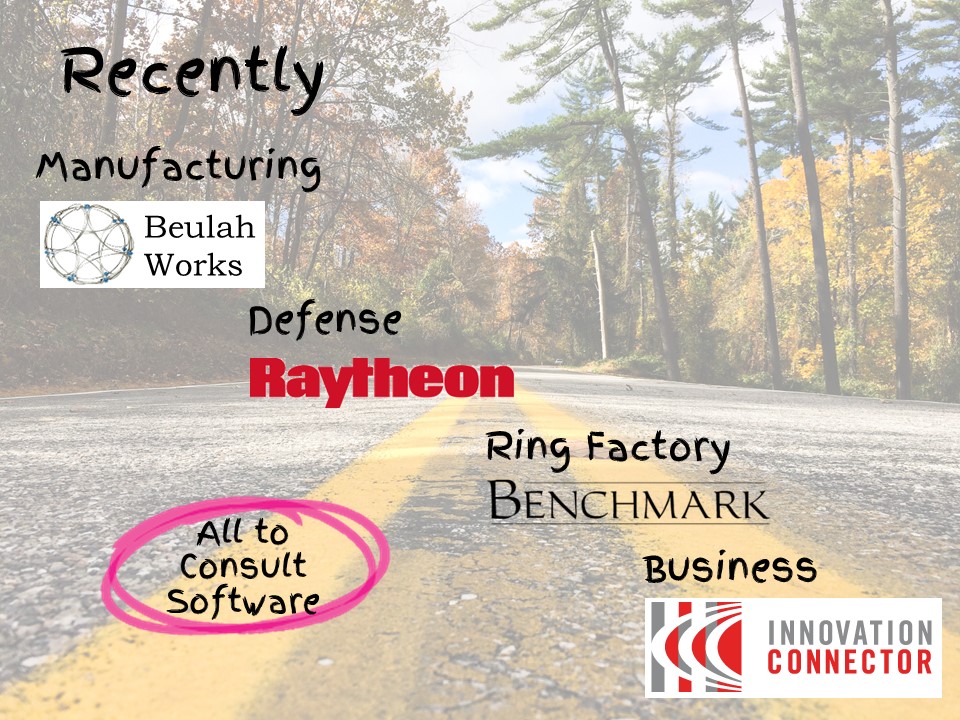 Recently
Manufacturing
Beulah
Works
Defense
Raytheon
Ring Factory
BENCHMARK
All to
Consult
Software
Business
INNOVATION
CONNECTOR